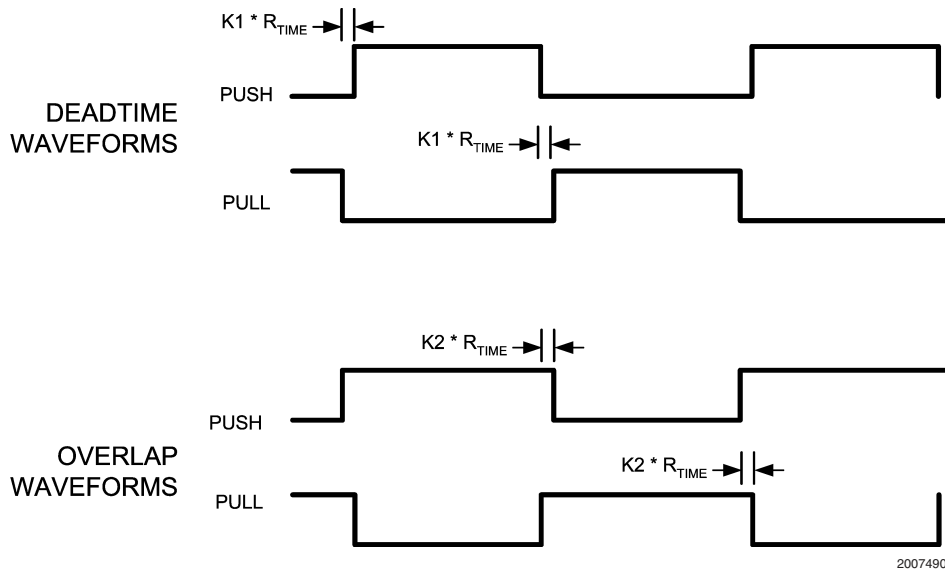 K1 * RTIME
PUSH
DEADTIME
WAVEFORMS
K1 * RTIME
PULL
K2 * RTIME
PUSH
OVERLAP
WAVEFORMS
K2 * RTIME
PULL
2007490